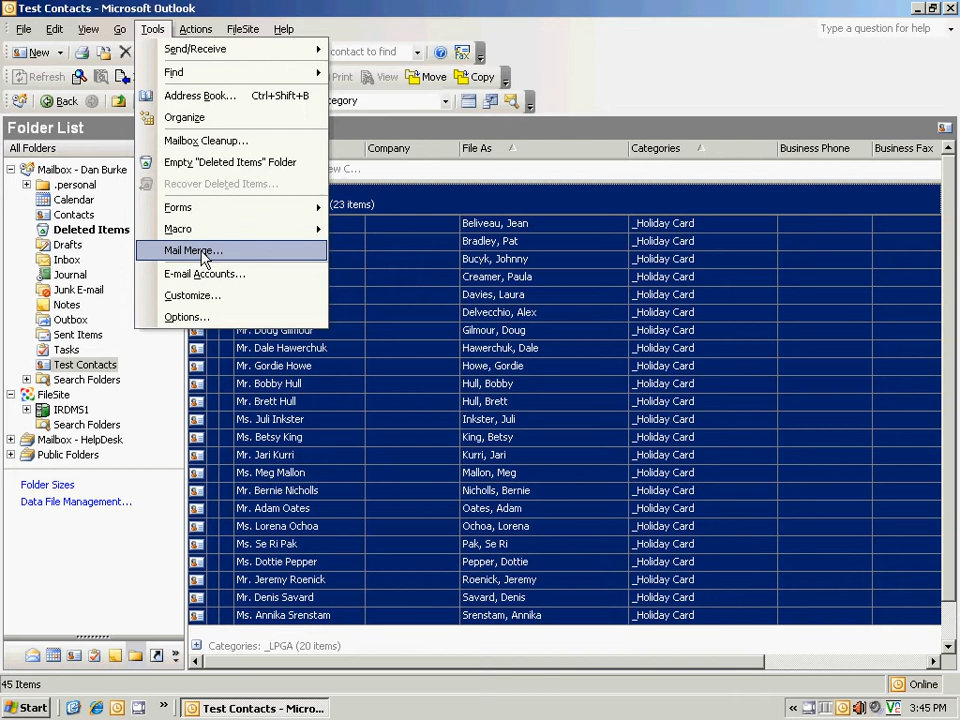 Test Contacts - Microsoft Outlook
File Edit View Go Tools Actions FileSite Help Type a question for help
New contact to find
Refresh Print View Move Copy
Back tegory
Send/Receive
Find
Address Book... Ctrl+Shift+B
Organize
Mailbox Cleanup...
Empty "Deleted Items" Folder
Recover Deleted Items...
Forms
Macro
Mail Merge...
E-mail Accounts...
Customize...
Options...
Folder List
All Folders
Mailbox - Dan Burke
.personal
Calendar
Contacts
Deleted Items
Drafts
Inbox
Journal
Junk E-mail
Notes
Outbox
Sent Items
Tasks
Test Contacts
Search Folders
FileSite
IRDMS1
Search Folders
Mailbox - HelpDesk
Public Folders
Folder Sizes
Data File Management...
Company File As Categories Business Phone Business Fax
ew C...
(23 items)
Beliveau, Jean _Holiday Card
Bradley, Pat _Holiday Card
Bucyk, Johnny _Holiday Card
Creamer, Paula _Holiday Card
Davies, Laura _Holiday Card
Delvecchio, Alex _Holiday Card
Mr. Doug Gilmour Gilmour, Doug _Holiday Card
Mr. Dale Hawerchuk Hawerchuk, Dale _Holiday Card
Mr. Gordie Howe Howe, Gordie _Holiday Card
Mr. Bobby Hull Hull, Bobby _Holiday Card
Mr. Brett Hull Hull, Brett _Holiday Card
Ms. Juli Inkster Inkster, Juli _Holiday Card
Ms. Betsy King King, Betsy _Holiday Card
Mr. Jari Kurri Kurri, Jari _Holiday Card
Ms. Meg Mallon Mallon, Meg _Holiday Card
Mr. Bernie Nicholls Nicholls, Bernie _Holiday Card
Mr. Adam Oates Oates, Adam _Holiday Card
Ms. Lorena Ochoa Ochoa, Lorena _Holiday Card
Ms. Se Ri Pak Pak, Se Ri _Holiday Card
Ms. Dottie Pepper Pepper, Dottie _Holiday Card
Mr. Jeremy Roenick Roenick, Jeremy _Holiday Card
Mr. Denis Savard Savard, Denis _Holiday Card
Ms. Annika Srenstam Srenstam, Annika _Holiday Card
Categories: _LPGA (20 items)
45 Items Online
Start Test Contacts - Micro... 3:45 PM